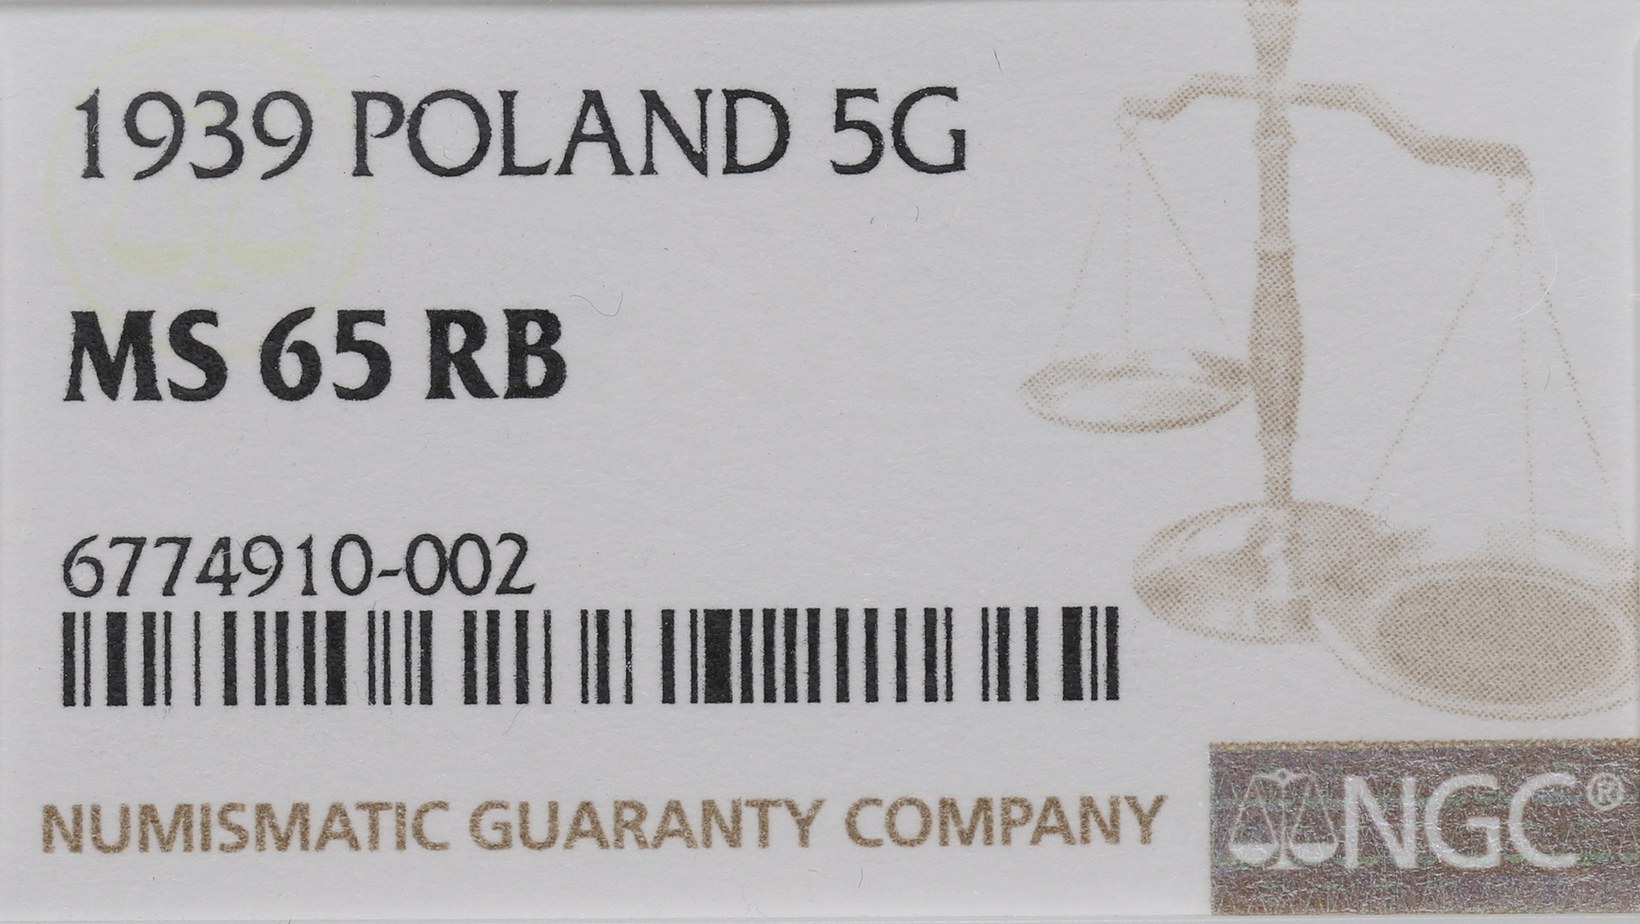 1939 POLAND 5G
MS 65 RB
6774910-002
NUMISMATIC GUARANTY COMPANY
NGC®